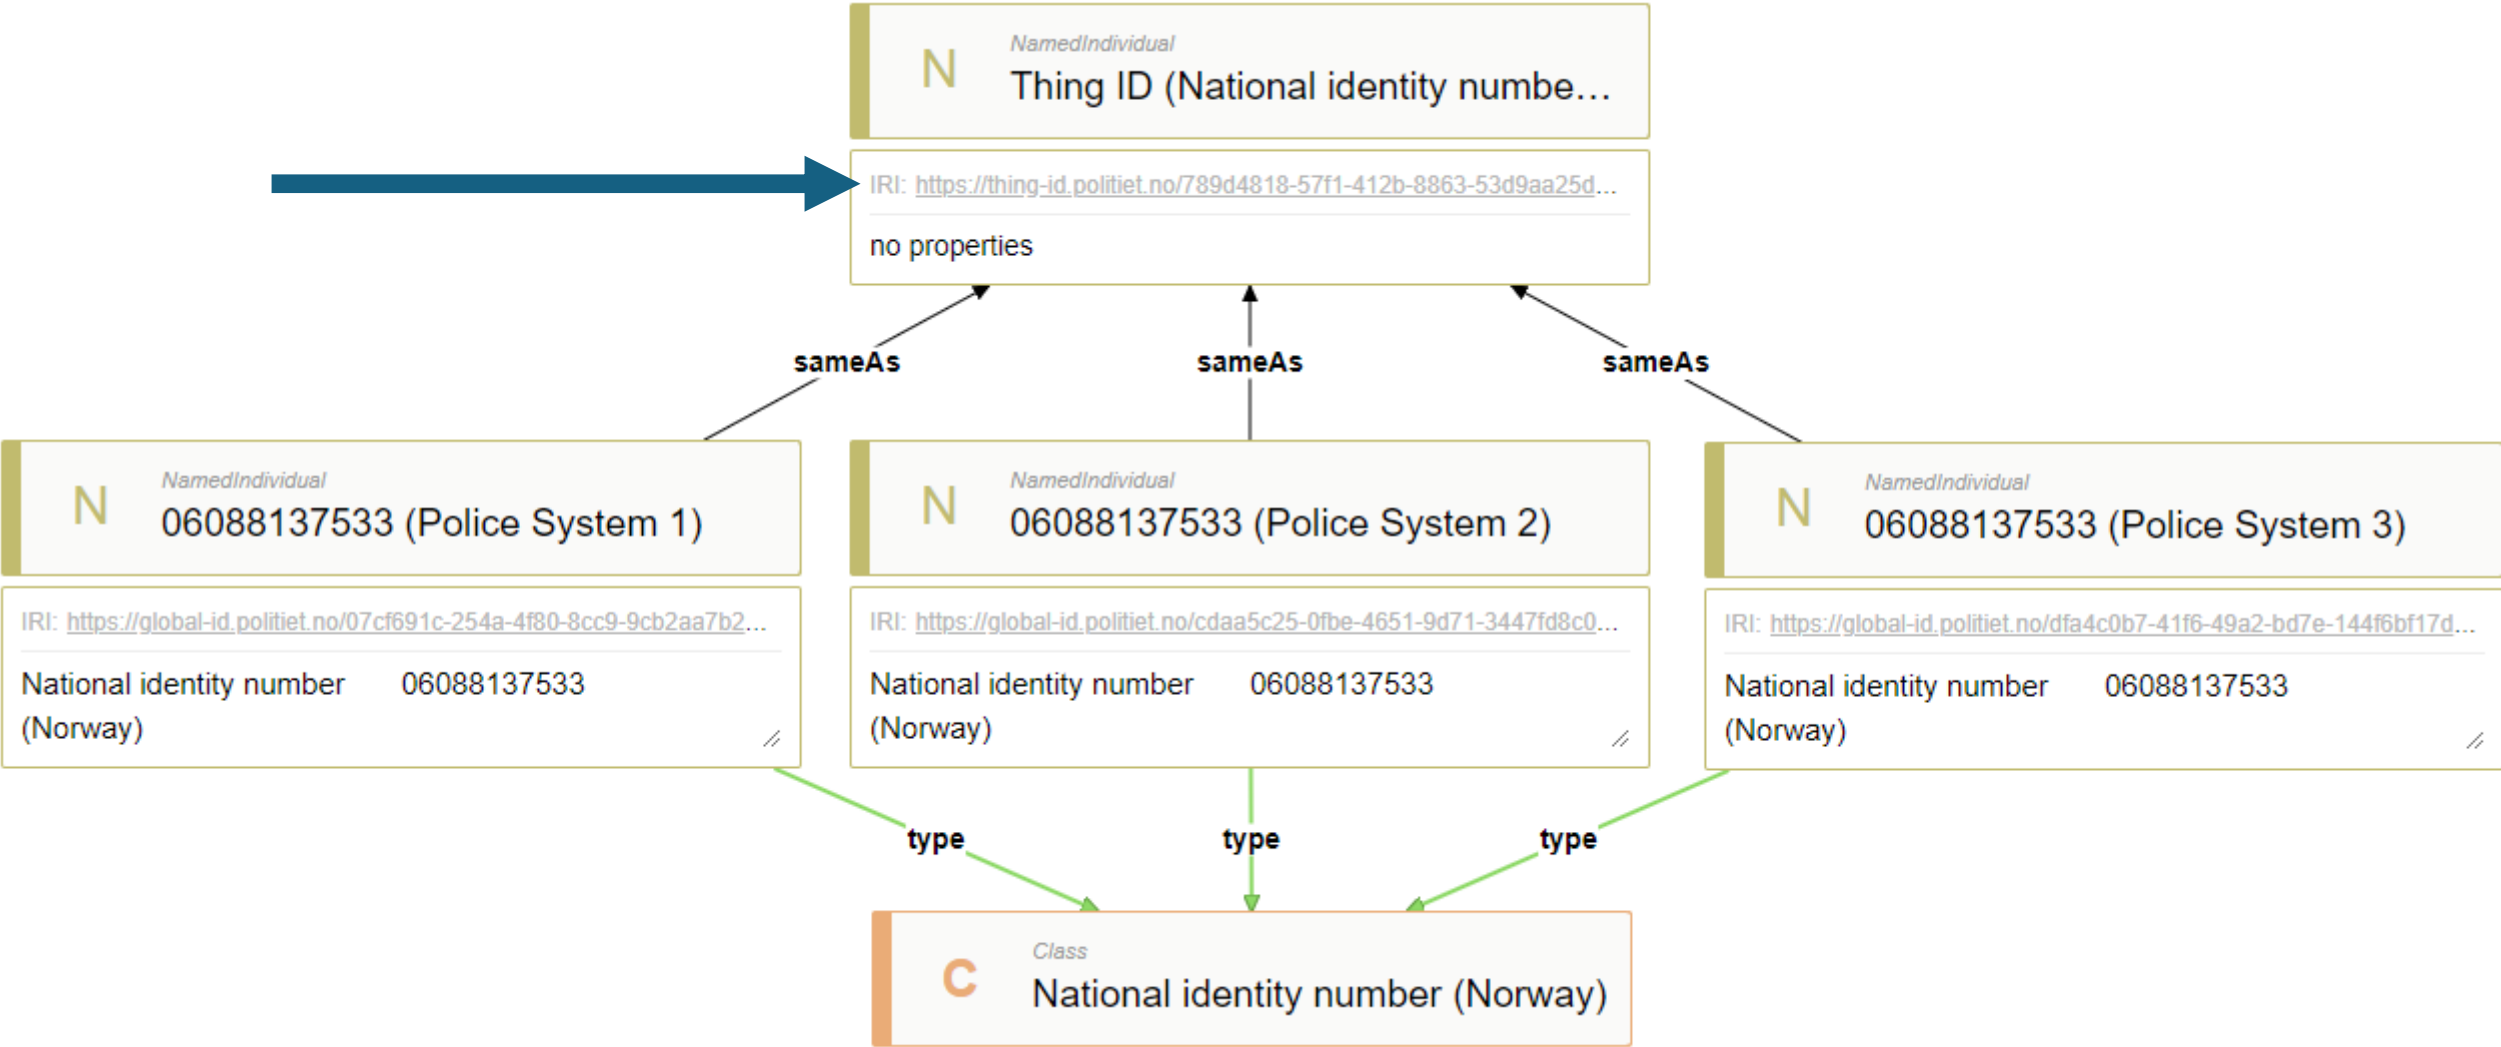 NamedIndividual
N
Thing ID (National identity numbe...
IRI: https://thing-id.politiet.no/789d4818-57f1-412b-8863-53d9aa25d...
no properties
sameAs
sameAs
sameAs
NamedIndividual
N
06088137533 (Police System 1)
IRI: https://global-id.politiet.no/07cf691c-254a-4f80-8cc9-9cb2aa7b2...
National identity number 06088137533
(Norway)
NamedIndividual
N
06088137533 (Police System 2)
IRI: https://global-id.politiet.no/cdaa5c25-0fbe-4651-9d71-3447fd8c0...
National identity number 06088137533
(Norway)
NamedIndividual
N
06088137533 (Police System 3)
IRI: https://global-id.politiet.no/dfa4c0b7-41f6-49a2-bd7e-144f6bf17d...
National identity number 06088137533
(Norway)
type
type
type
Class
C
National identity number (Norway)